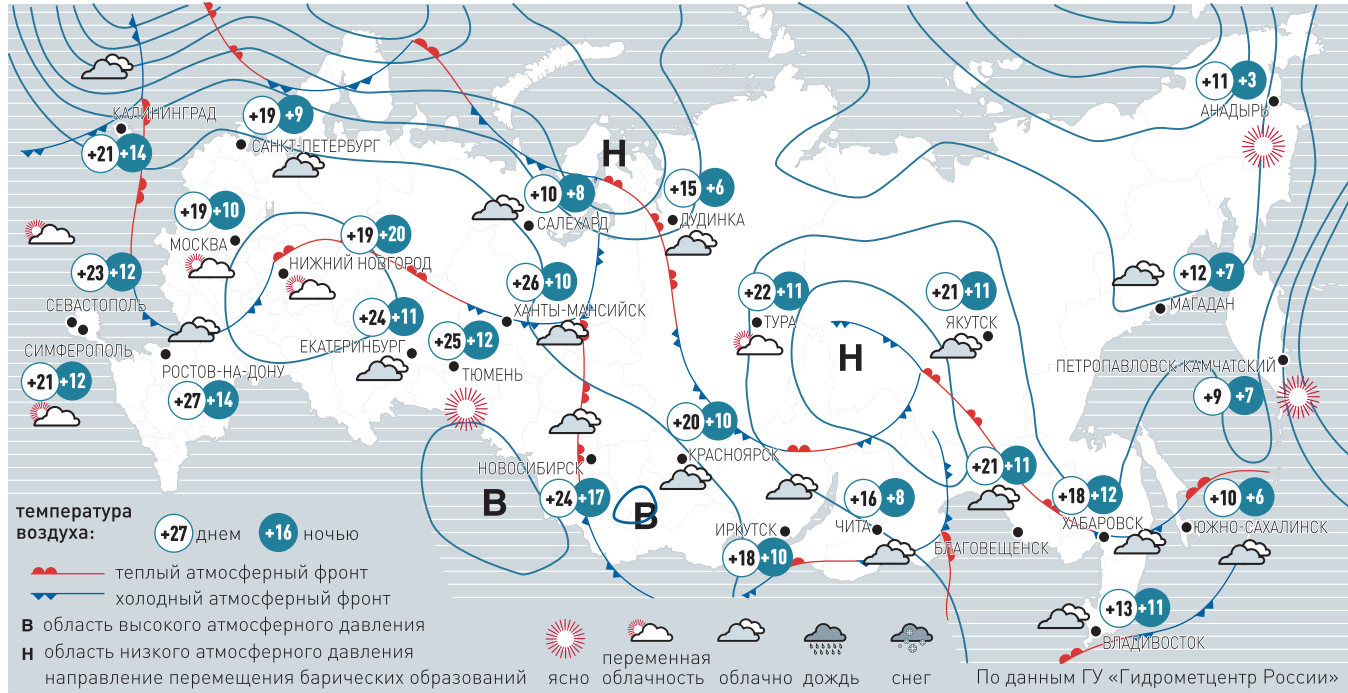 КАЛИНИНГРАД
+21 +14
+19 +9
САНКТ-ПЕТЕРБУРГ
+11 +3
АНАДЫРЬ
Н
+10 +8
САЛЕХАРД
+15 +6
ДУДИНКА
+19 +10
МОСКВА
+19 +20
НИЖНИЙ НОВГОРОД
+23 +12
СЕВАСТОПОЛЬ
СИМФЕРОПОЛЬ
+21 +12
РОСТОВ-НА-ДОНУ
+27 +14
+24 +11
ЕКАТЕРИНБУРГ
+25 +12
ТЮМЕНЬ
+26 +10
ХАНТЫ-МАНСИЙСК
+22 +11
ТУРА
Н
+21 +11
ЯКУТСК
+12 +7
МАГАДАН
ПЕТРОПАВЛОВСК-КАМЧАТСКИЙ
+9 +7
+20 +10
КРАСНОЯРСК
НОВОСИБИРСК
+24 +17
В
В
ИРКУТСК
+18 +10
+16 +8
ЧИТА
+21 +11
БЛАГОВЕЩЕНСК
+18 +12
ХАБАРОВСК
+10 +6
ЮЖНО-САХАЛИНСК
+13 +11
ВЛАДИВОСТОК
температура
воздуха:
+27 днем +16 ночью
теплый атмосферный фронт
холодный атмосферный фронт
В область высокого атмосферного давления
Н область низкого атмосферного давления
направление перемещения барических образований
ясно
переменная
облачность
облачно
дождь
снег
По данным ГУ «Гидрометцентр России»